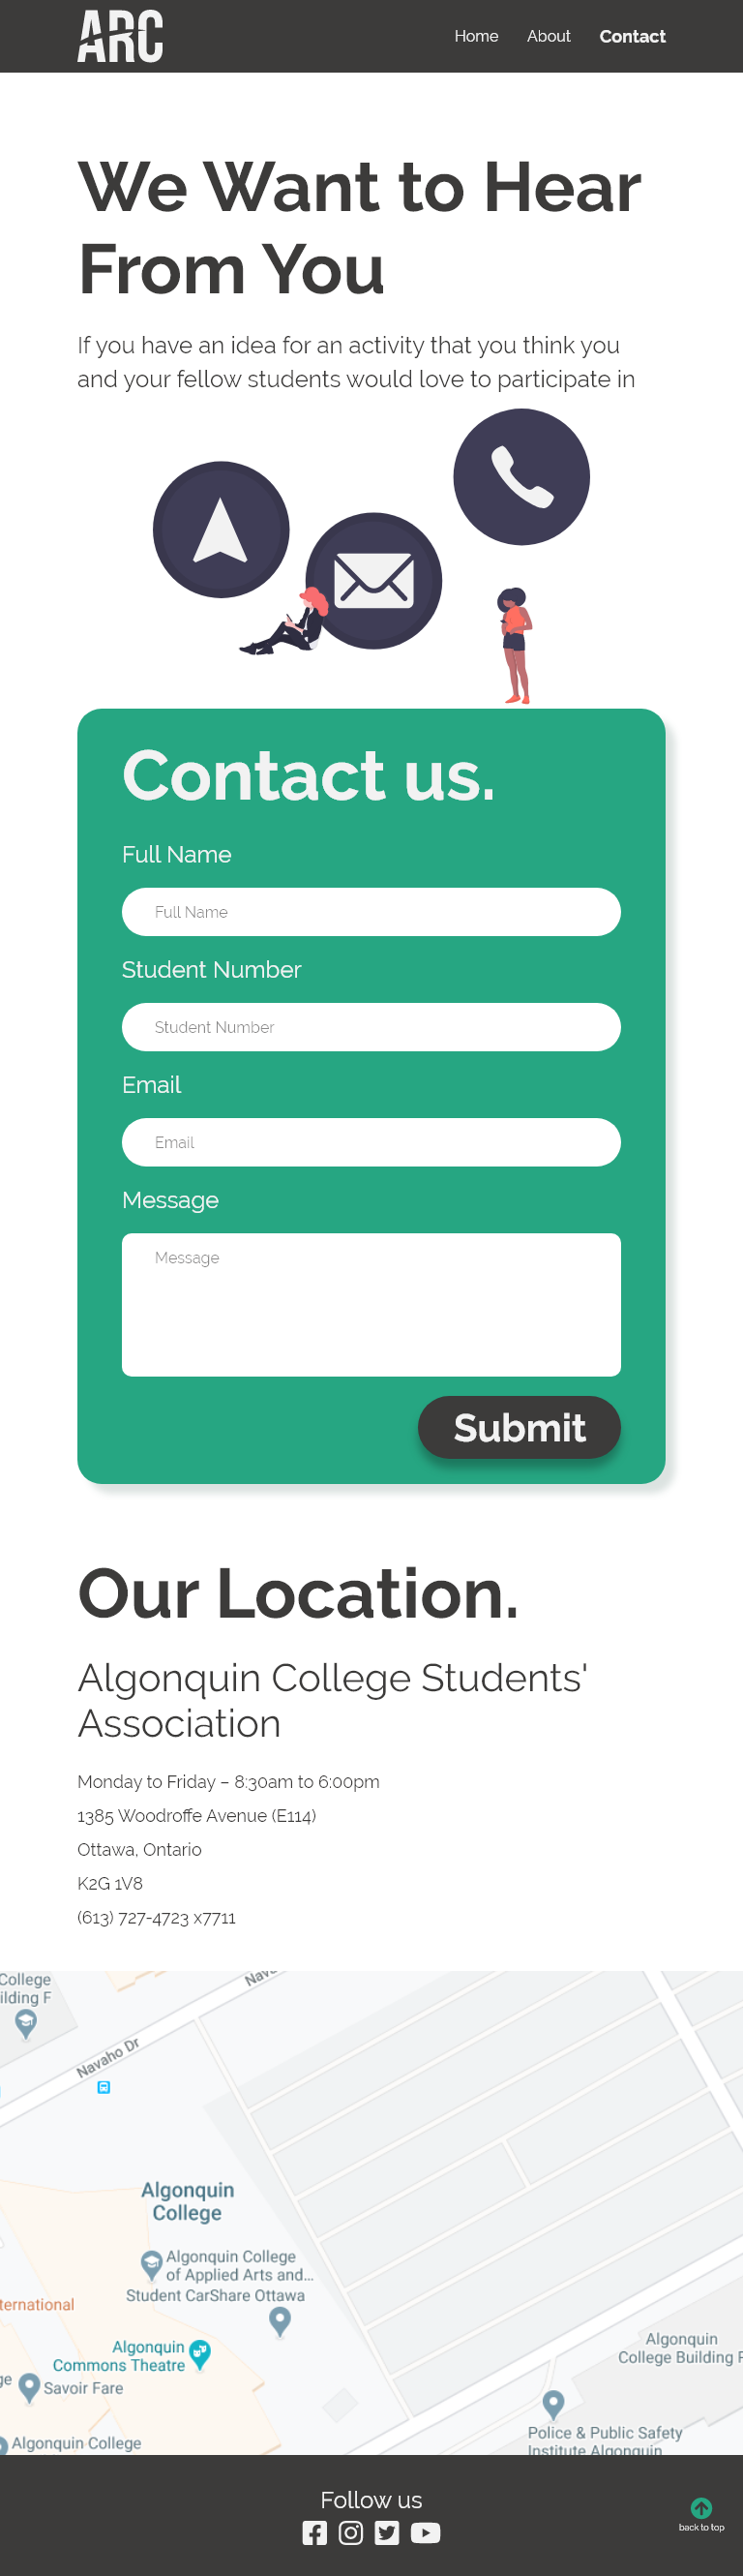 ARC
Home About Contact
We Want to Hear
From You
If you have an idea for an activity that you think you
and your fellow students would love to participate in
Contact us.
Full Name
Full Name
Student Number
Student Number
Email
Email
Message
Message
Submit
Our Location.
Algonquin College Students'
Association
Monday to Friday – 8:30am to 6:00pm
1385 Woodroffe Avenue (E114)
Ottawa, Ontario
K2G 1V8
(613) 727-4723 x7711
College
ilding F
Nava
Navaho Dr
Algonquin
College
Algonquin College
of Applied Arts and...
Student CarShare Ottawa
ternational
Algonquin
Commons Theatre
ge
Savoir Fare
Algonquin College
Algonquin
College Building F
Police & Public Safety
Institute Algonquin
Follow us
back to top